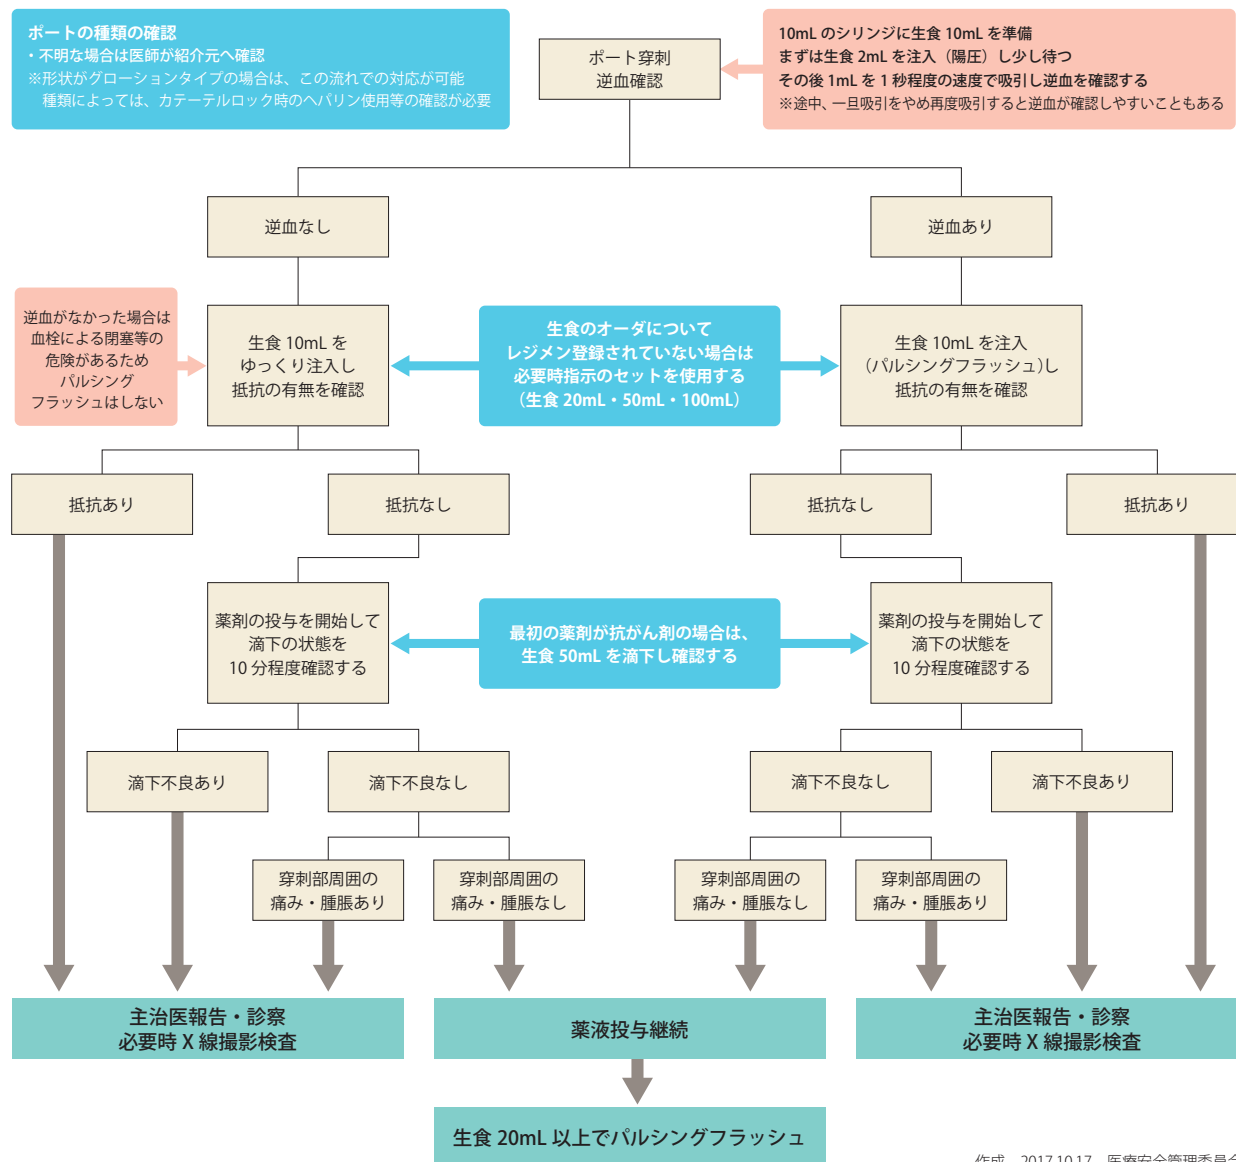 ポートの種類の確認
・不明な場合は医師が紹介元へ確認
※形状がグローションタイプの場合は、この流れでの対応が可能
種類によっては、カテーテルロック時のヘパリン使用等の確認が必要
ポート穿刺
逆血確認
10mL のシリンジに生食 10mL を準備
まずは生食 2mL を注入（陽圧）し少し待つ
その後 1mL を 1 秒程度の速度で吸引し逆血を確認する
※途中、一旦吸引をやめ再度吸引すると逆血が確認しやすいこともある
逆血なし
逆血あり
逆血がなかった場合は
血栓による閉塞等の
危険があるため
パルシング
フラッシュはしない
生食 10mL を
ゆっくり注入し
抵抗の有無を確認
生食のオーダについて
レジメン登録されていない場合は
必要時指示のセットを使用する
（生食 20mL・50mL・100mL）
生食 10mL を注入
（パルシングフラッシュ）し
抵抗の有無を確認
抵抗あり
抵抗なし
抵抗なし
抵抗あり
薬剤の投与を開始して
滴下の状態を
10 分程度確認する
最初の薬剤が抗がん剤の場合は、
生食 50mL を滴下し確認する
薬剤の投与を開始して
滴下の状態を
10 分程度確認する
滴下不良あり
滴下不良なし
滴下不良なし
滴下不良あり
穿刺部周囲の
痛み・腫脹あり
穿刺部周囲の
痛み・腫脹なし
穿刺部周囲の
痛み・腫脹なし
穿刺部周囲の
痛み・腫脹あり
主治医報告・診察
必要時 X 線撮影検査
薬液投与継続
主治医報告・診察
必要時 X 線撮影検査
生食 20mL 以上でパルシングフラッシュ
作成 2017.10.17 医療安全管理委員会